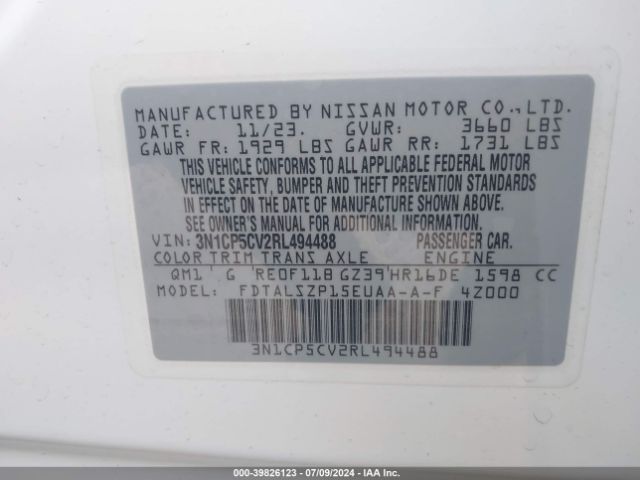 MANUFACTURED BY NISSAN MOTOR CO.,LTD.
DATE: 11/23. GVWR: 3660 LBS
GAWR FR: 1929 LBS GAWR RR: 1731 LBS
THIS VEHICLE CONFORMS TO ALL APPLICABLE FEDERAL MOTOR
VEHICLE SAFETY, BUMPER AND THEFT PREVENTION STANDARDS
IN EFFECT ON THE DATE OF MANUFACTURE SHOWN ABOVE.
SEE OWNER'S MANUAL FOR ADDITIONAL INFORMATION.
VIN: 3N1CP5CV2RL494488 PASSENGER CAR.
COLOR TRIM TRANS AXLE ENGINE
QM1 G RE0F11B GZ39 HR16DE 1598 CC
MODEL: FDTALSZP15EUAA-A-F 4Z000
3N1CP5CV2RL494488
000-39826123 - 07/09/2024 - IAAI.COM